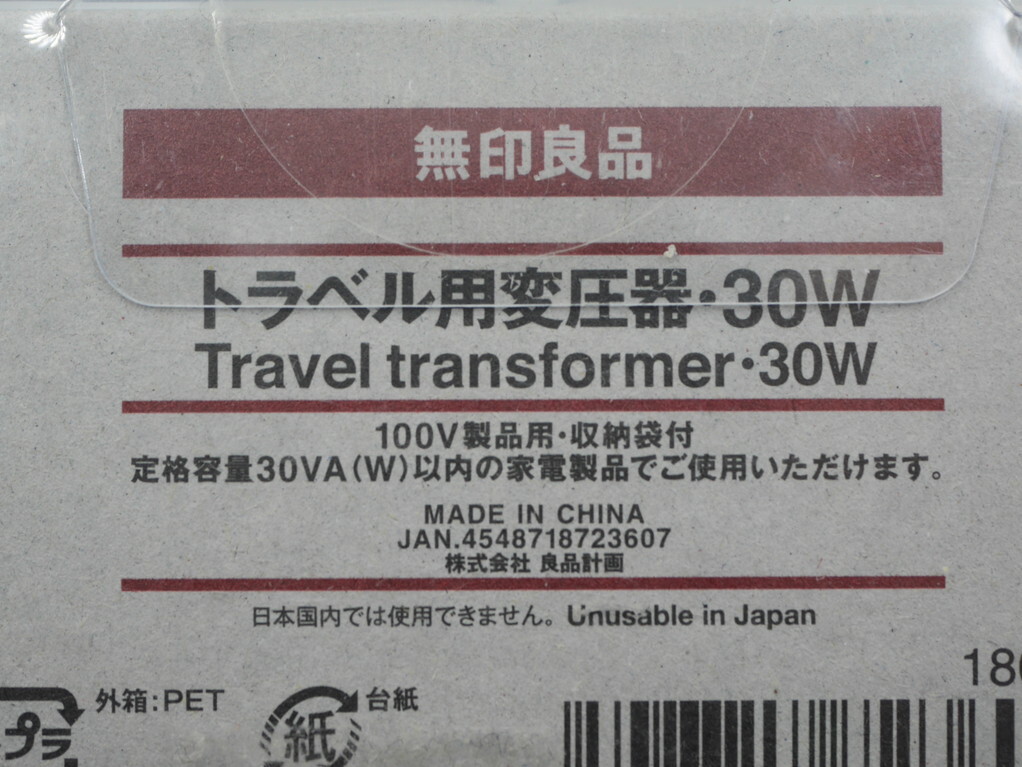 無印良品
トラベル用変圧器・30W
Travel transformer・30W
100V製品用・収納袋付
定格容量30VA(W)以内の家電製品でご使用いただけます。
MADE IN CHINA
JAN.4548718723607
株式会社 良品計画
日本国内では使用できません。Unusable in Japan
180
外箱:PET 台紙
プラ 紙